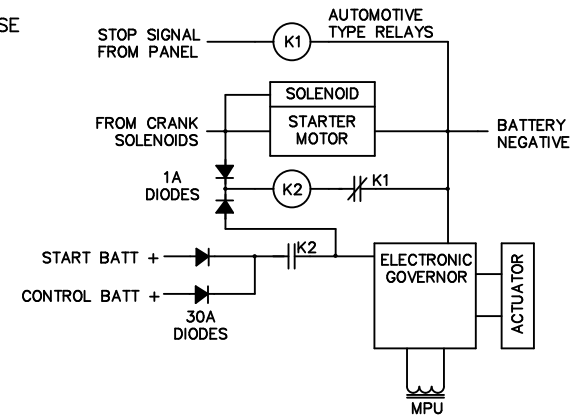 SE
AUTOMOTIVE
TYPE RELAYS
STOP SIGNAL
FROM PANEL
K1
SOLENOID
FROM CRANK
SOLENOIDS
STARTER
MOTOR
BATTERY
NEGATIVE
1A
DIODES
K2
K1
START BATT +
K2
ELECTRONIC
GOVERNOR
ACTUATOR
CONTROL BATT +
30A
DIODES
MPU